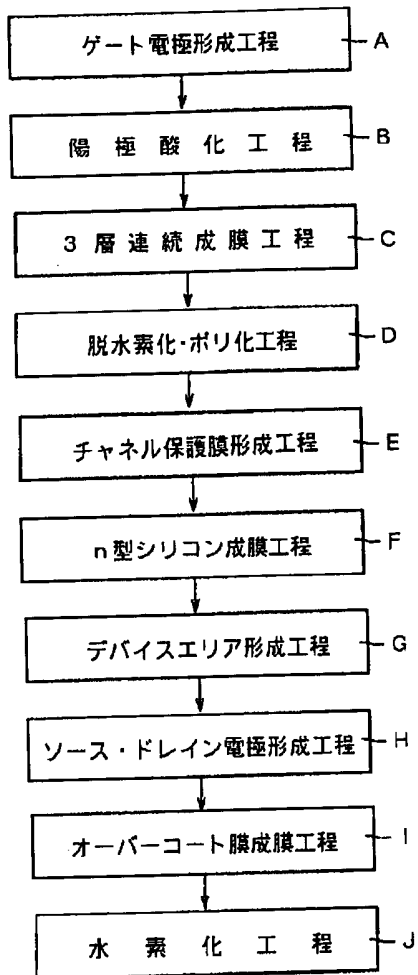 ゲート電極形成工程 A
陽極酸化工程 B
3層連続成膜工程 C
脱水素化・ポリ化工程 D
チャネル保護膜形成工程 E
n型シリコン成膜工程 F
デバイスエリア形成工程 G
ソース・ドレイン電極形成工程 H
オーバーコート膜成膜工程 I
水素化工程 J